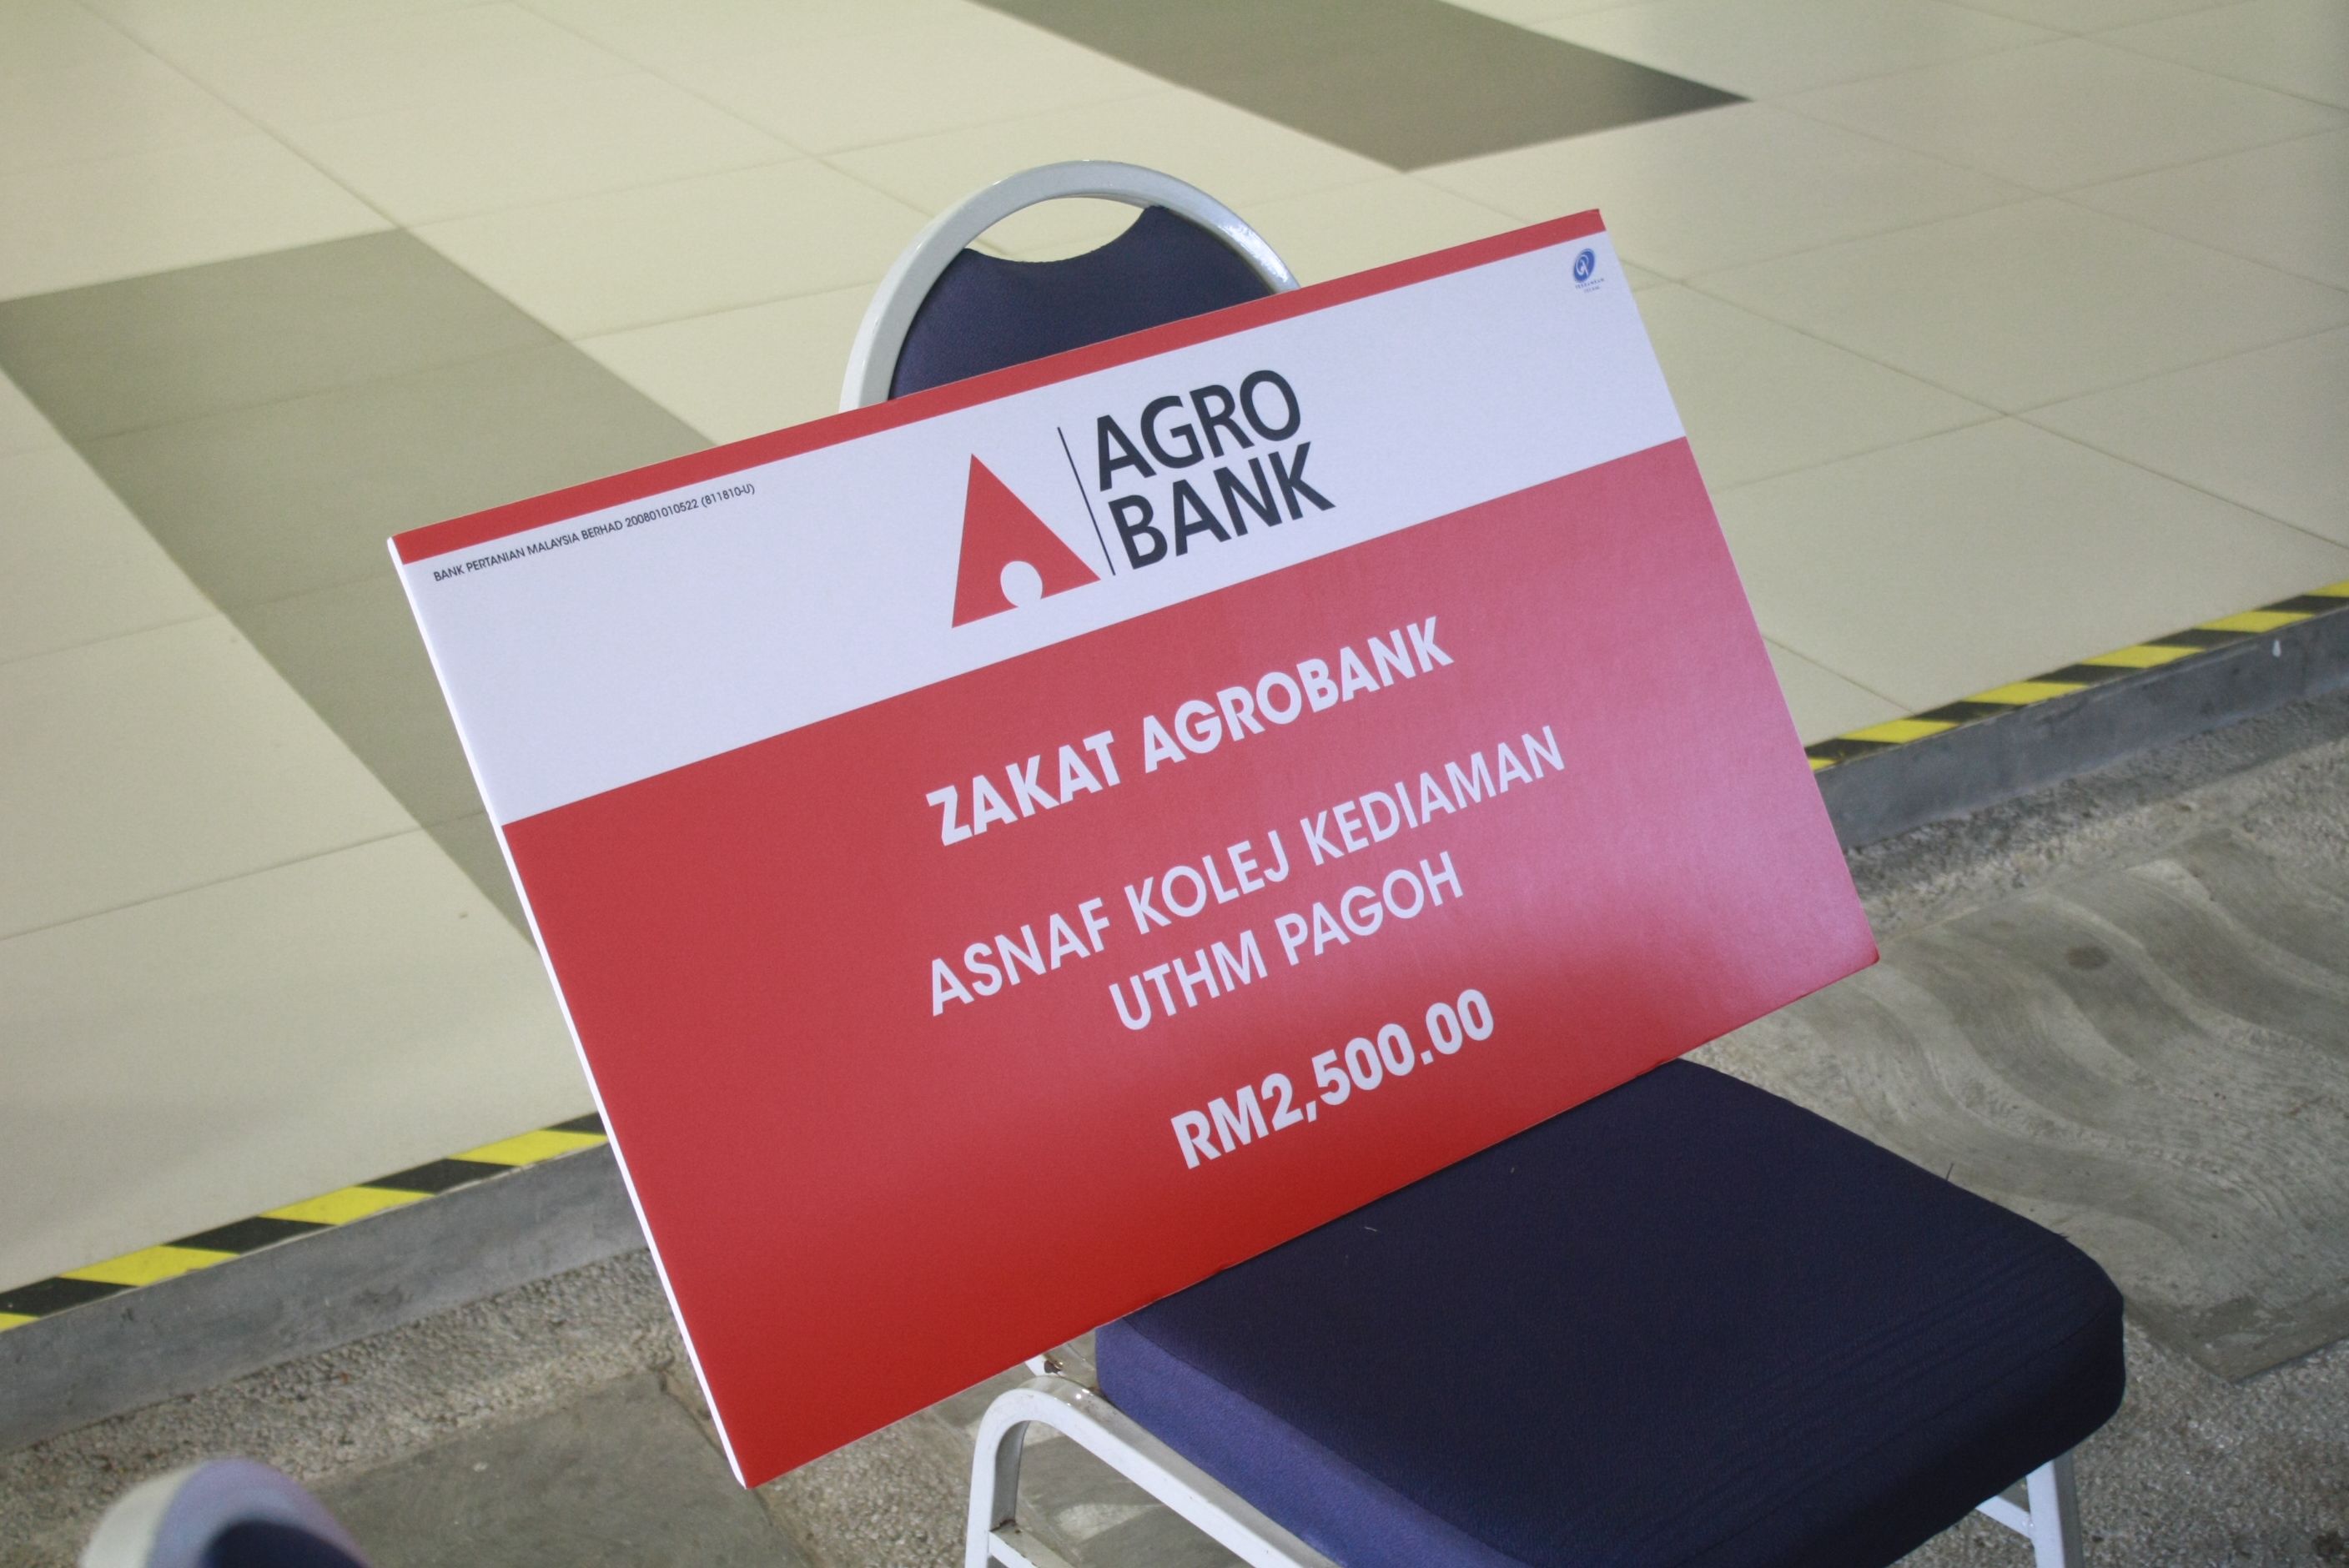 BANK PERTANIAN MALAYSIA BERHAD 200801010522 (811810-U)
AGRO
BANK
ZAKAT AGROBANK
ASNAF KOLEJ KEDIAMAN
UTHM PAGOH
RM2,500.00